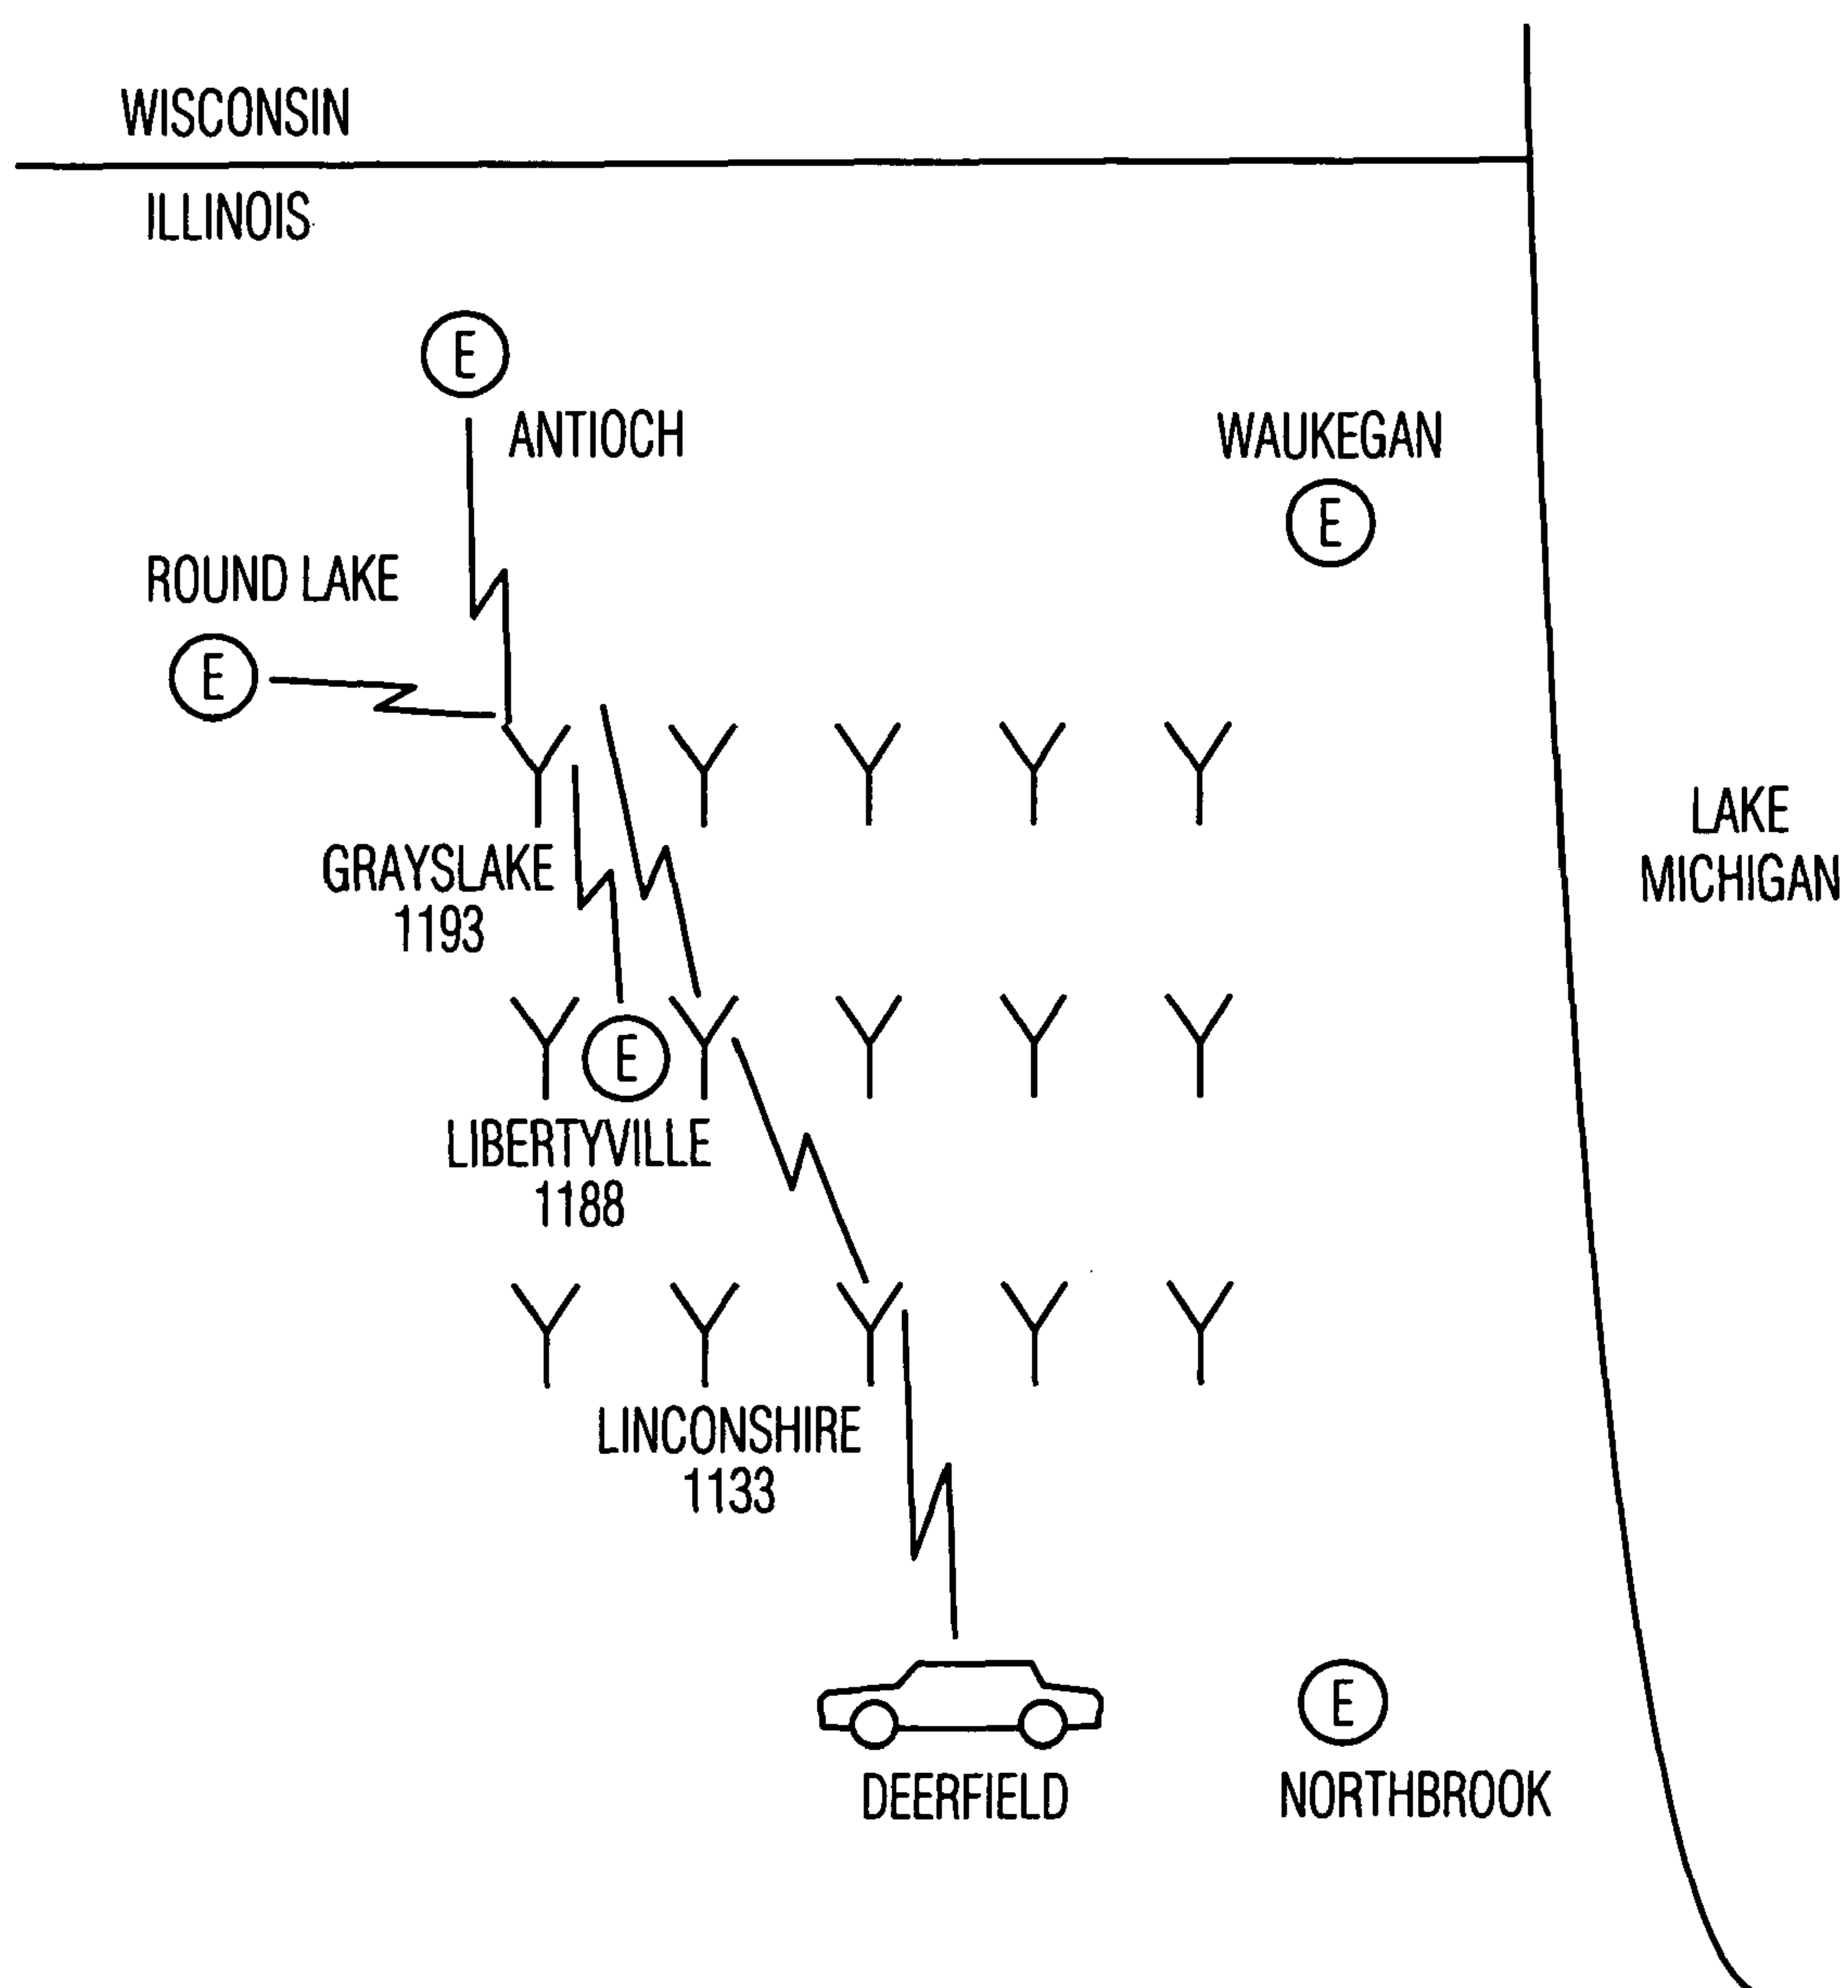 WISCONSIN
ILLINOIS
E
ANTIOCH
WAUKEGAN
E
ROUND LAKE
E
LAKE
MICHIGAN
GRAYSLAKE
1193
E
LIBERTYVILLE
1188
LINCONSHIRE
1133
E
DEERFIELD
NORTHBROOK